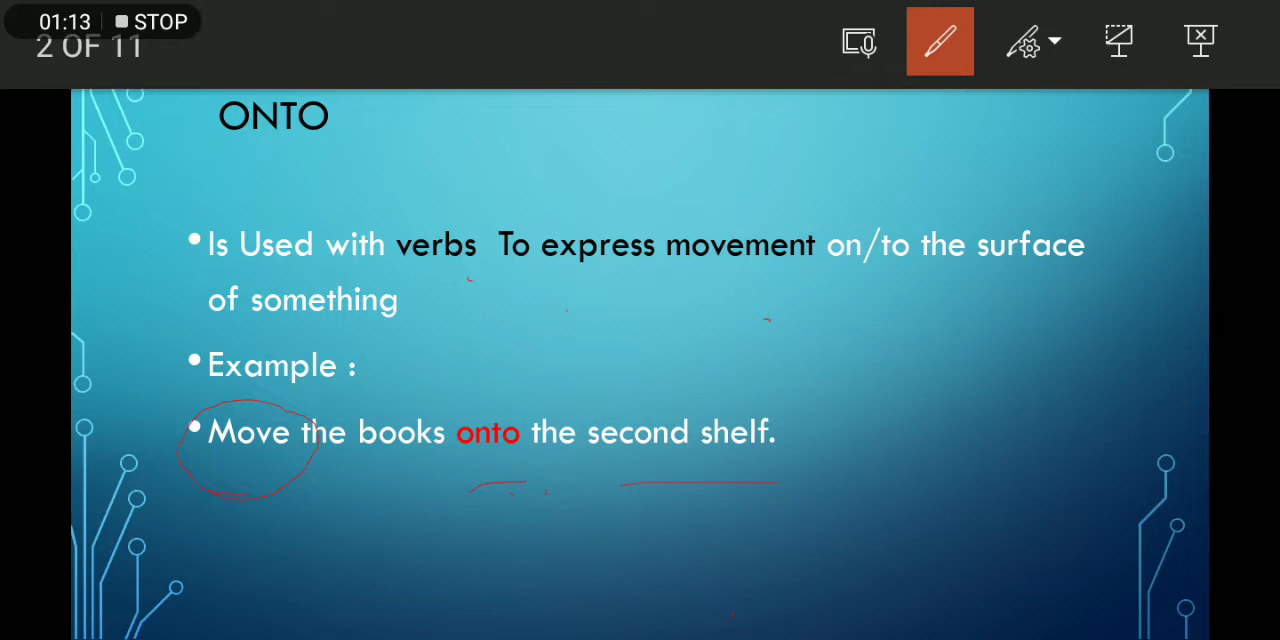 01:13 STOP
2 OF 11
ONTO
•Is Used with verbs To express movement on/to the surface
of something
•Example :
•Move the books onto the second shelf.